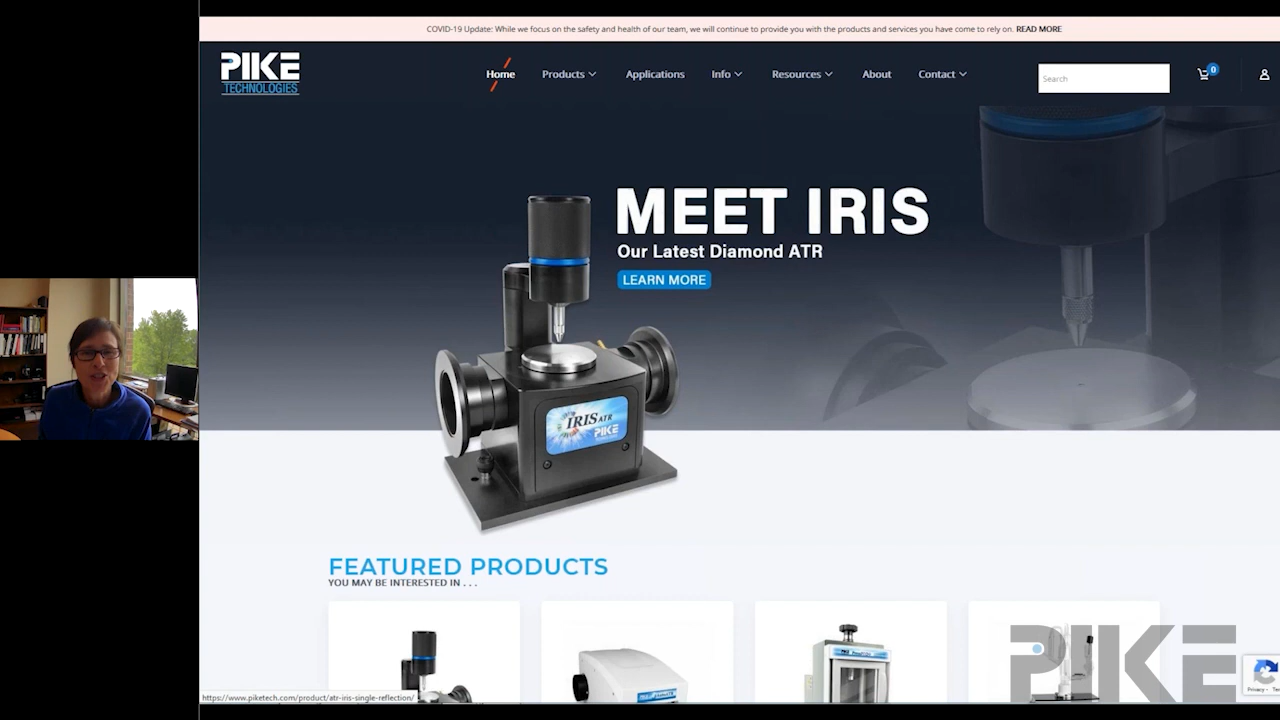 COVID-19 Update: While we focus on the safety and health of our team, we will continue to provide you with the products and services you have come to rely on. READ MORE
PIKE
TECHNOLOGIES
Home
Products
Applications
Info
Resources
About
Contact
Search
0
MEET IRIS
Our Latest Diamond ATR
LEARN MORE
IRIS ATR
PIKE
FEATURED PRODUCTS
YOU MAY BE INTERESTED IN . . .
PIKE
Privacy - Te
https://www.piketech.com/product/atr-iris-single-reflection/